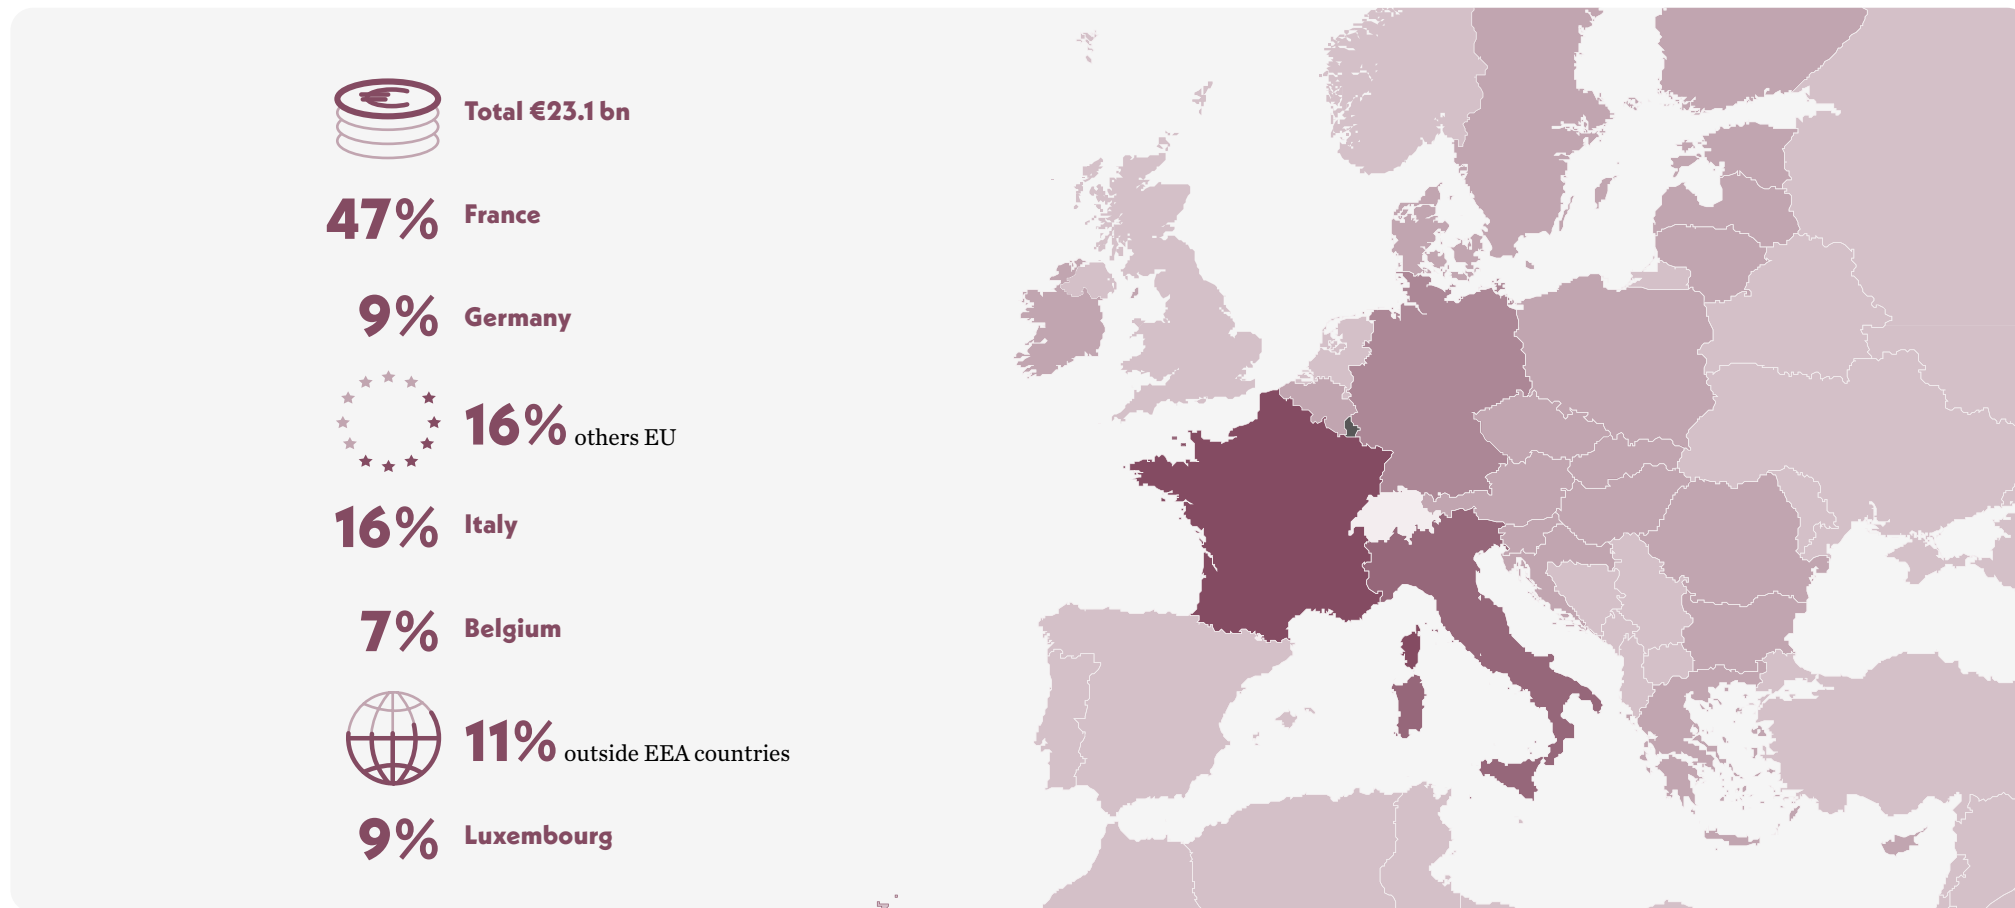 Total €23.1 bn
47% France
9% Germany
16% others EU
16% Italy
7% Belgium
11% outside EEA countries
9% Luxembourg